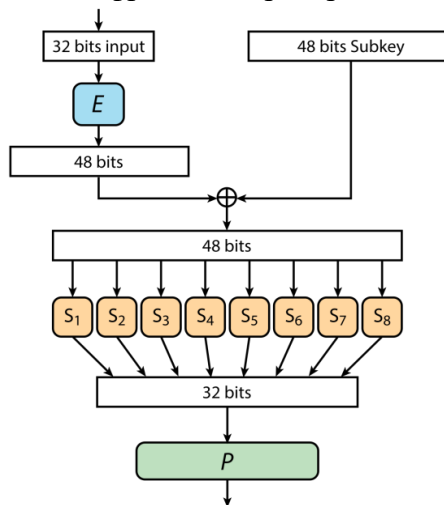 32 bits input
48 bits Subkey
E
48 bits
48 bits
S1 S2 S3 S4 S5 S6 S7 S8
32 bits
P